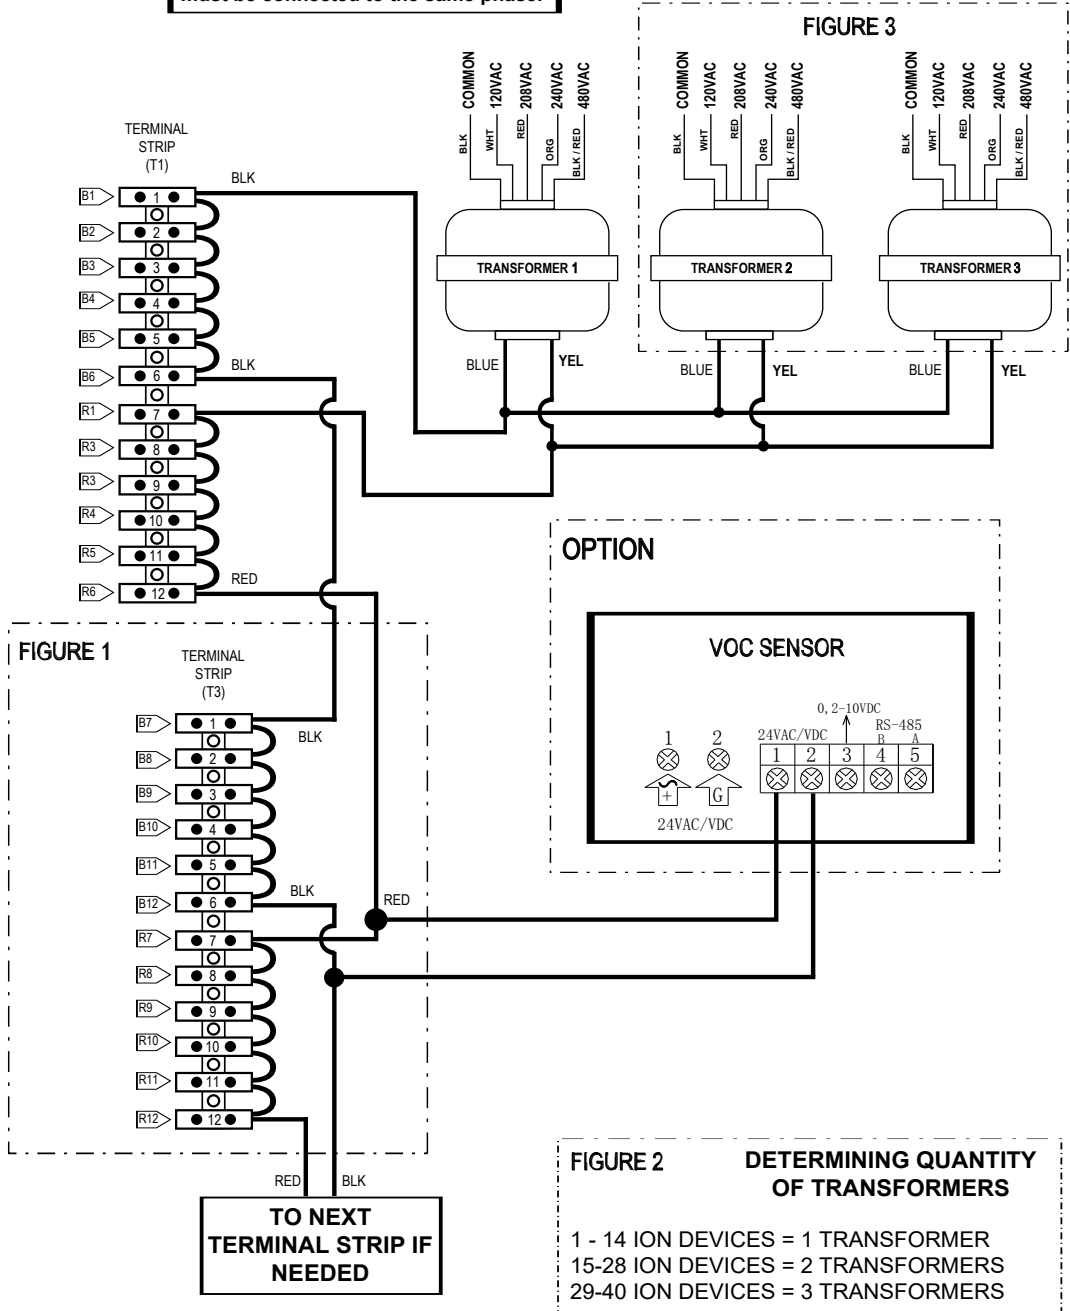 must be connected to the same phase.
FIGURE 3
COMMON
120VAC
208VAC
240VAC
480VAC
BLK
WHT
RED
ORG
BLK / RED
COMMON
120VAC
208VAC
240VAC
480VAC
BLK
WHT
RED
ORG
BLK / RED
COMMON
120VAC
208VAC
240VAC
480VAC
BLK
WHT
RED
ORG
BLK / RED
TRANSFORMER 1
TRANSFORMER 2
TRANSFORMER 3
BLUE
YEL
BLUE
YEL
BLUE
YEL
TERMINAL
STRIP
(T1)
BLK
B1 1
B2 2
B3 3
B4 4
B5 5
BLK
B6 6
R1 7
R3 8
R3 9
R4 10
R5 11
RED
R6 12
FIGURE 1
TERMINAL
STRIP
(T3)
B7 1
BLK
B8 2
B9 3
B10 4
B11 5
BLK
B12 6
RED
R7 7
R8 8
R9 9
R10 10
R11 11
R12 12
RED
BLK
TO NEXT
TERMINAL STRIP IF
NEEDED
OPTION
VOC SENSOR
0, 2-10VDC
24VAC/VDC
RS-485
B A
1 2
1 2 3 4 5
+ G
24VAC/VDC
FIGURE 2
DETERMINING QUANTITY
OF TRANSFORMERS
1 - 14 ION DEVICES = 1 TRANSFORMER
15-28 ION DEVICES = 2 TRANSFORMERS
29-40 ION DEVICES = 3 TRANSFORMERS